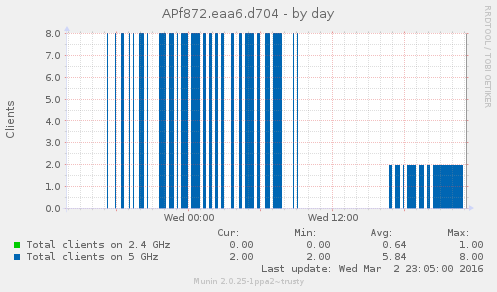 APf872.eaa6.d704 - by day
RRDTOOL / TOBI OETIKER
Clients
8.0
7.0
6.0
5.0
4.0
3.0
2.0
1.0
0.0
Wed 00:00 Wed 12:00
Cur: Min: Avg: Max:
Total clients on 2.4 GHz 0.00 0.00 0.64 1.00
Total clients on 5 GHz 2.00 2.00 5.84 8.00
Last update: Wed Mar 2 23:05:00 2016
Munin 2.0.25-1ppa2~trusty